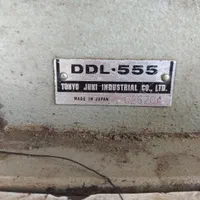 DDL-555
TOKYO JUKI INDUSTRIAL CO., LTD.
MADE IN JAPAN